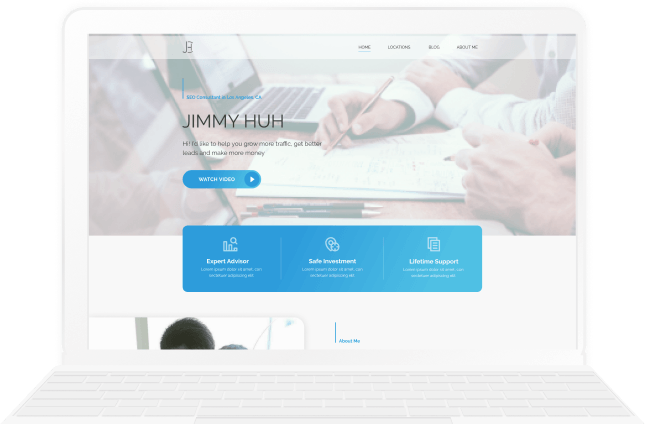 HOME LOCATIONS BLOG ABOUT ME
SEO Consultant in Los Angeles, CA
JIMMY HUH
Hi! I'd like to help you grow more traffic, get better
leads and make more money
WATCH VIDEO
Expert Advisor
Lorem ipsum dolor sit amet, con
sectetuer adipiscing elit
Safe Investment
Lorem ipsum dolor sit amet, con
sectetuer adipiscing elit
Lifetime Support
Lorem ipsum dolor sit amet, con
sectetuer adipiscing elit
About Me